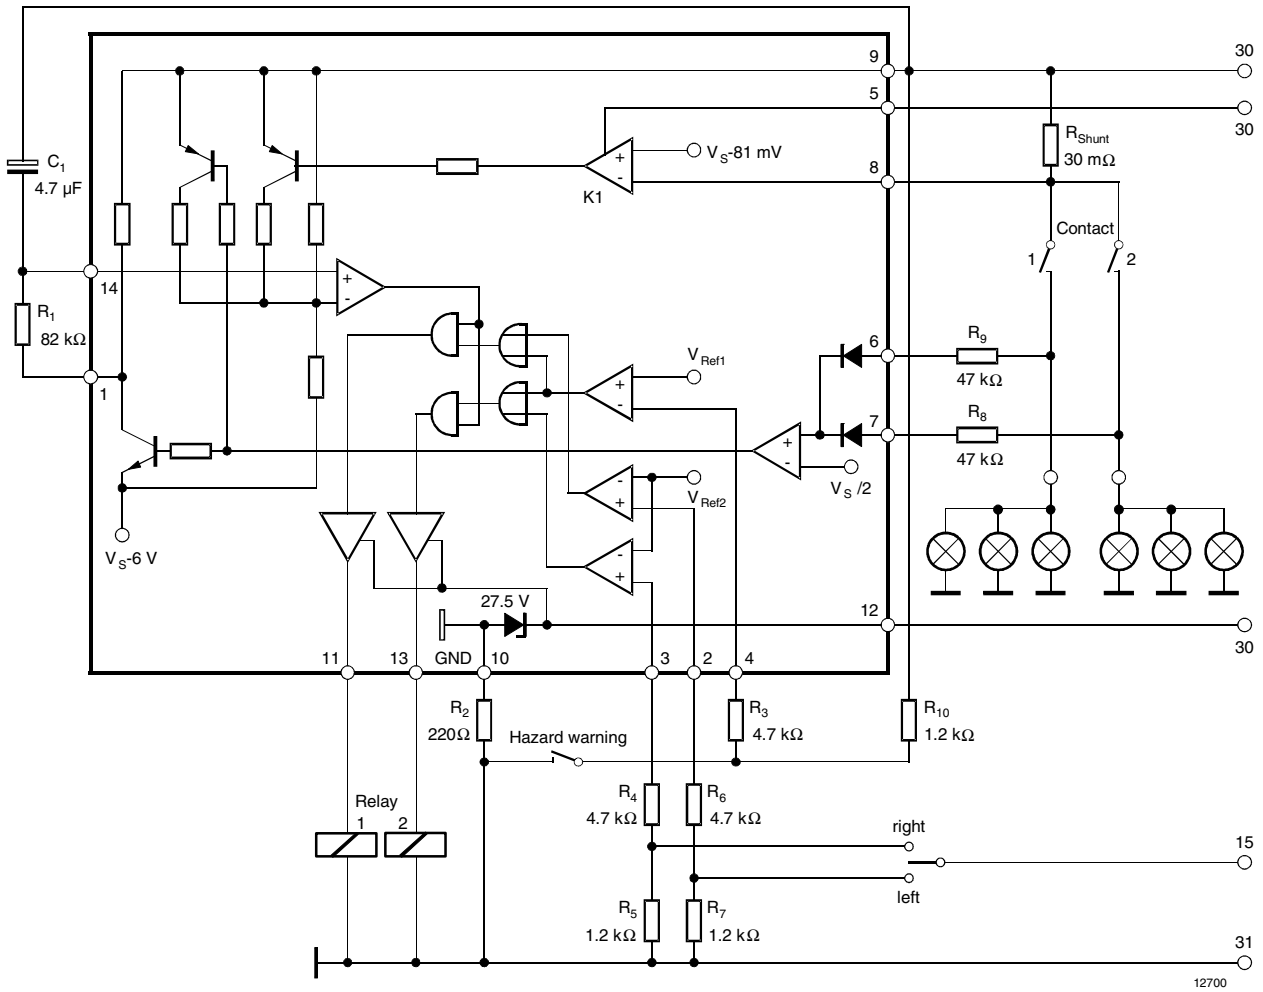 9
30
5
30
C1
4.7 µF
+
-
VS-81 mV
K1
8
RShunt
30 mΩ
Contact
1
2
14
+
-
R1
82 kΩ
1
VRef1
+
-
6
R9
47 kΩ
7
R8
47 kΩ
+
-
VS /2
-
+
VRef2
-
+
VS-6 V
27.5 V
12
30
11
13
GND
10
3
2
4
R2
220Ω
Hazard warning
R3
4.7 kΩ
R10
1.2 kΩ
R4
4.7 kΩ
R6
4.7 kΩ
Relay
1
2
right
15
left
R5
1.2 kΩ
R7
1.2 kΩ
31
12700